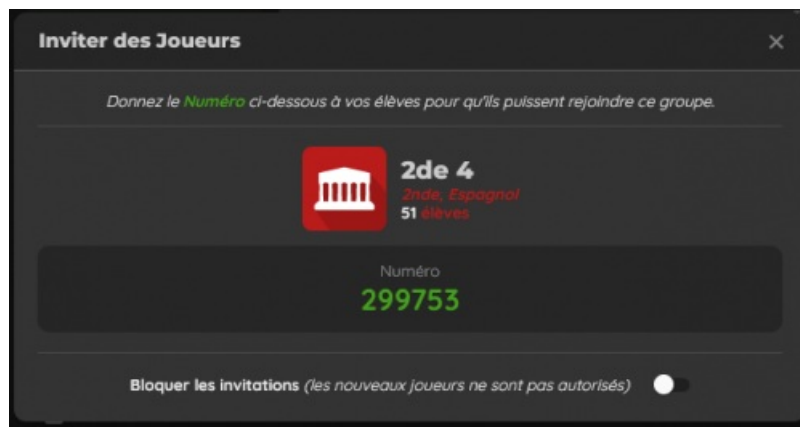 Inviter des Joueurs
Donnez le Numéro ci-dessous à vos élèves pour qu'ils puissent rejoindre ce groupe.
2de 4
2nde, Espagnol
51 élèves
Numéro
299753
Bloquer les invitations (les nouveaux joueurs ne sont pas autorisés)